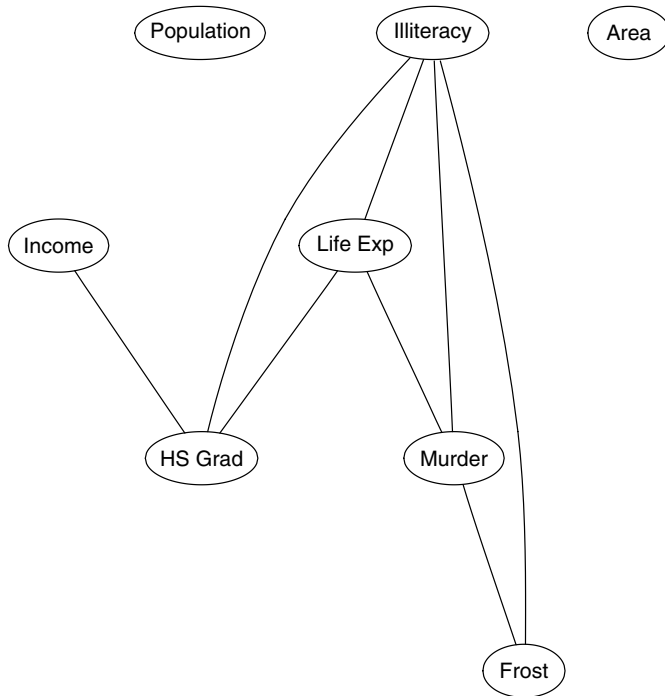 Population
Illiteracy
Area
Income
Life Exp
HS Grad
Murder
Frost